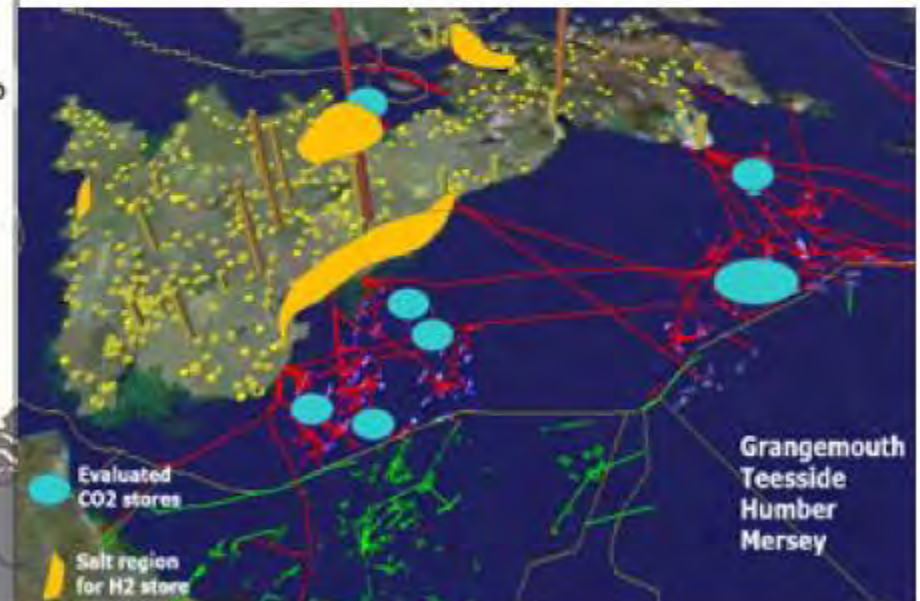 Evaluated
CO2 stores
Salt region
for H2 store
Grangemouth
Teesside
Humber
Mersey